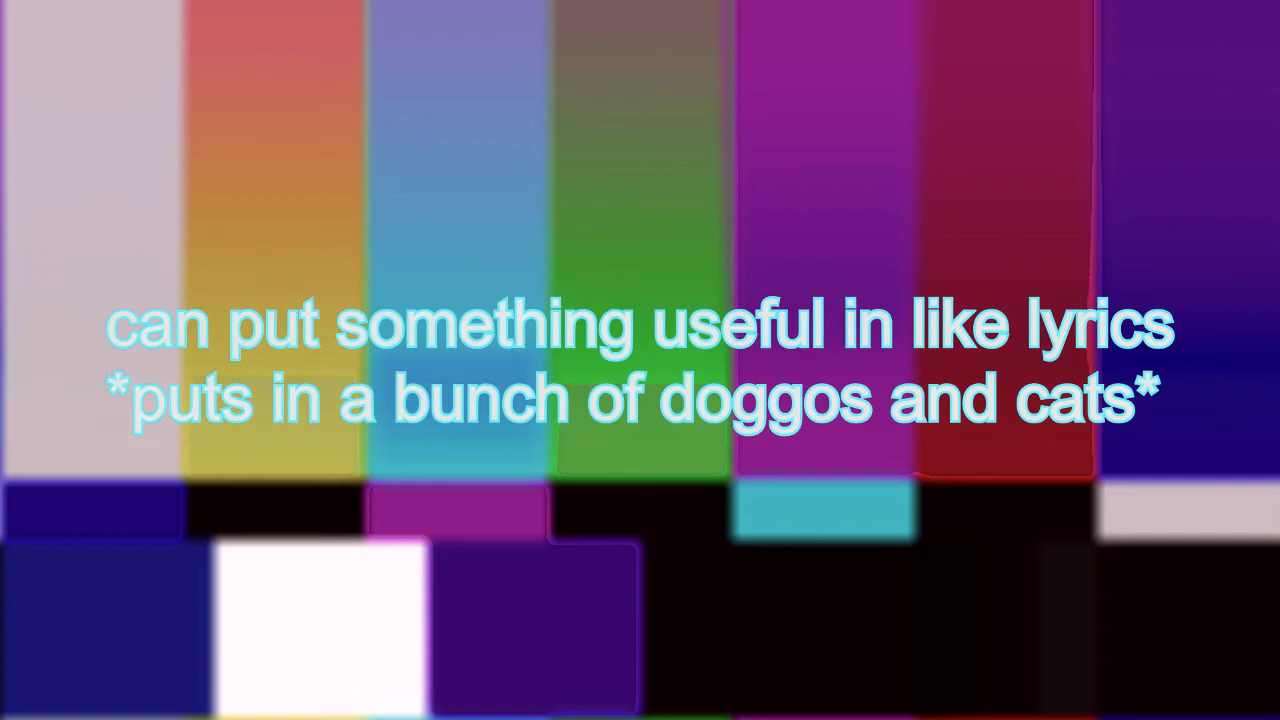 can put something useful in like lyrics
*puts in a bunch of doggos and cats*